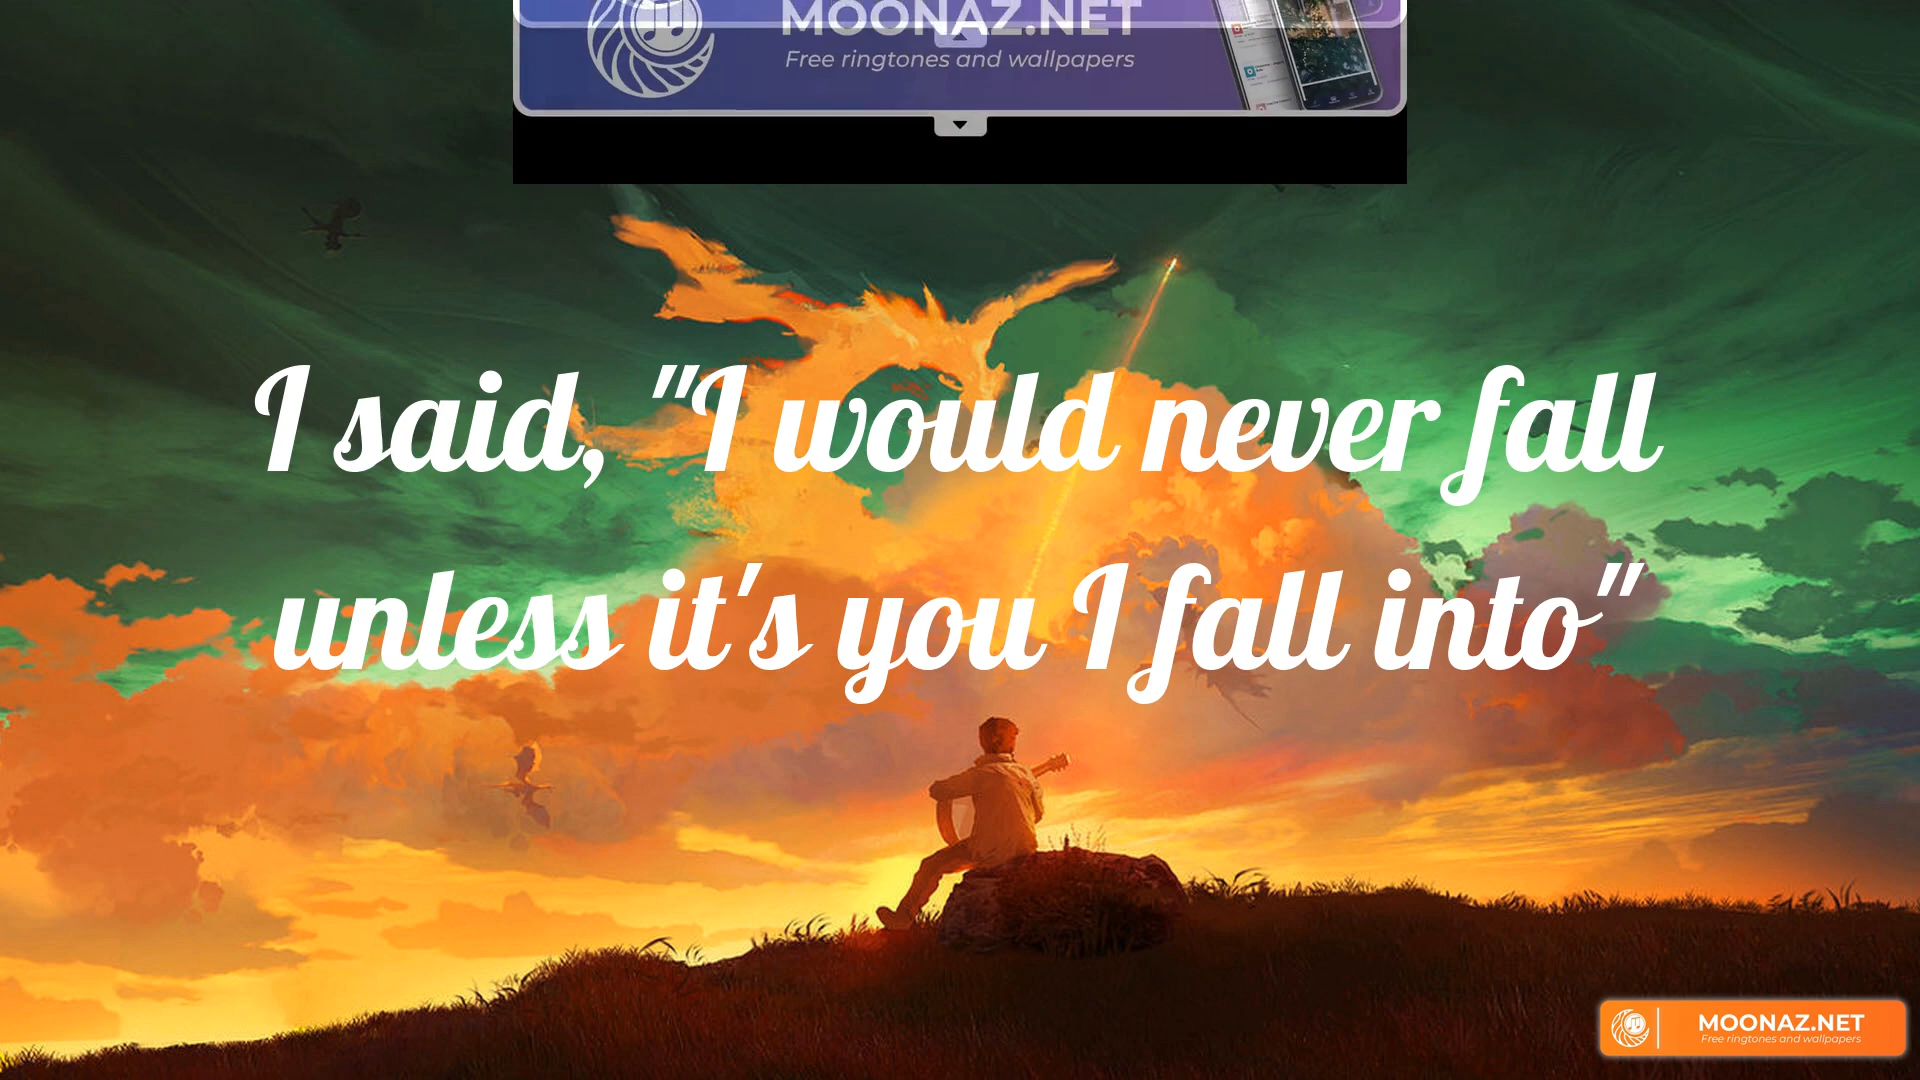 MOONAZ.NET
Free ringtones and wallpapers
I said, "I would never fall
unless it's you I fall into"
MOONAZ.NET
Free ringtones and wallpapers